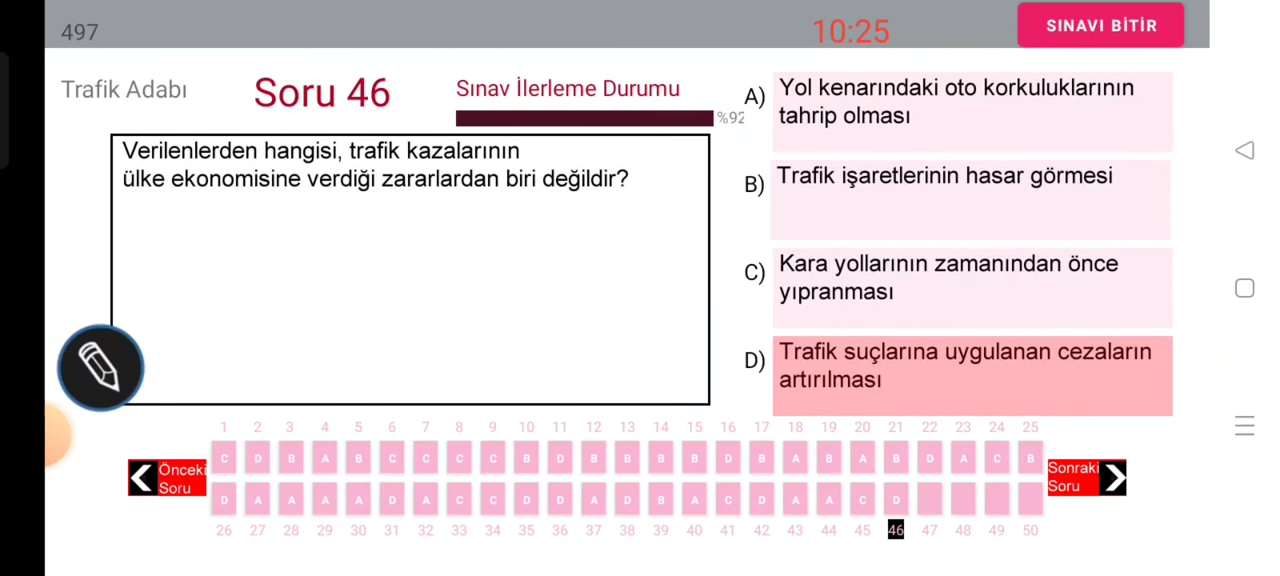 497
10:25
SINAVI BİTİR
Trafik Adabı
Soru 46
Sınav İlerleme Durumu
%92
Verilenlerden hangisi, trafik kazalarının
ülke ekonomisine verdiği zararlardan biri değildir?
A) Yol kenarındaki oto korkuluklarının
tahrip olması
B) Trafik işaretlerinin hasar görmesi
C) Kara yollarının zamanından önce
yıpranması
D) Trafik suçlarına uygulanan cezaların
artırılması
1 2 3 4 5 6 7 8 9 10 11 12 13 14 15 16 17 18 19 20 21 22 23 24 25
C D B A B C C C C B D B B B B D B A B A B D A C B
Önceki
Soru
Sonraki
Soru
D A A A A D A C C D D A D B A C D A A C D
26 27 28 29 30 31 32 33 34 35 36 37 38 39 40 41 42 43 44 45 46 47 48 49 50